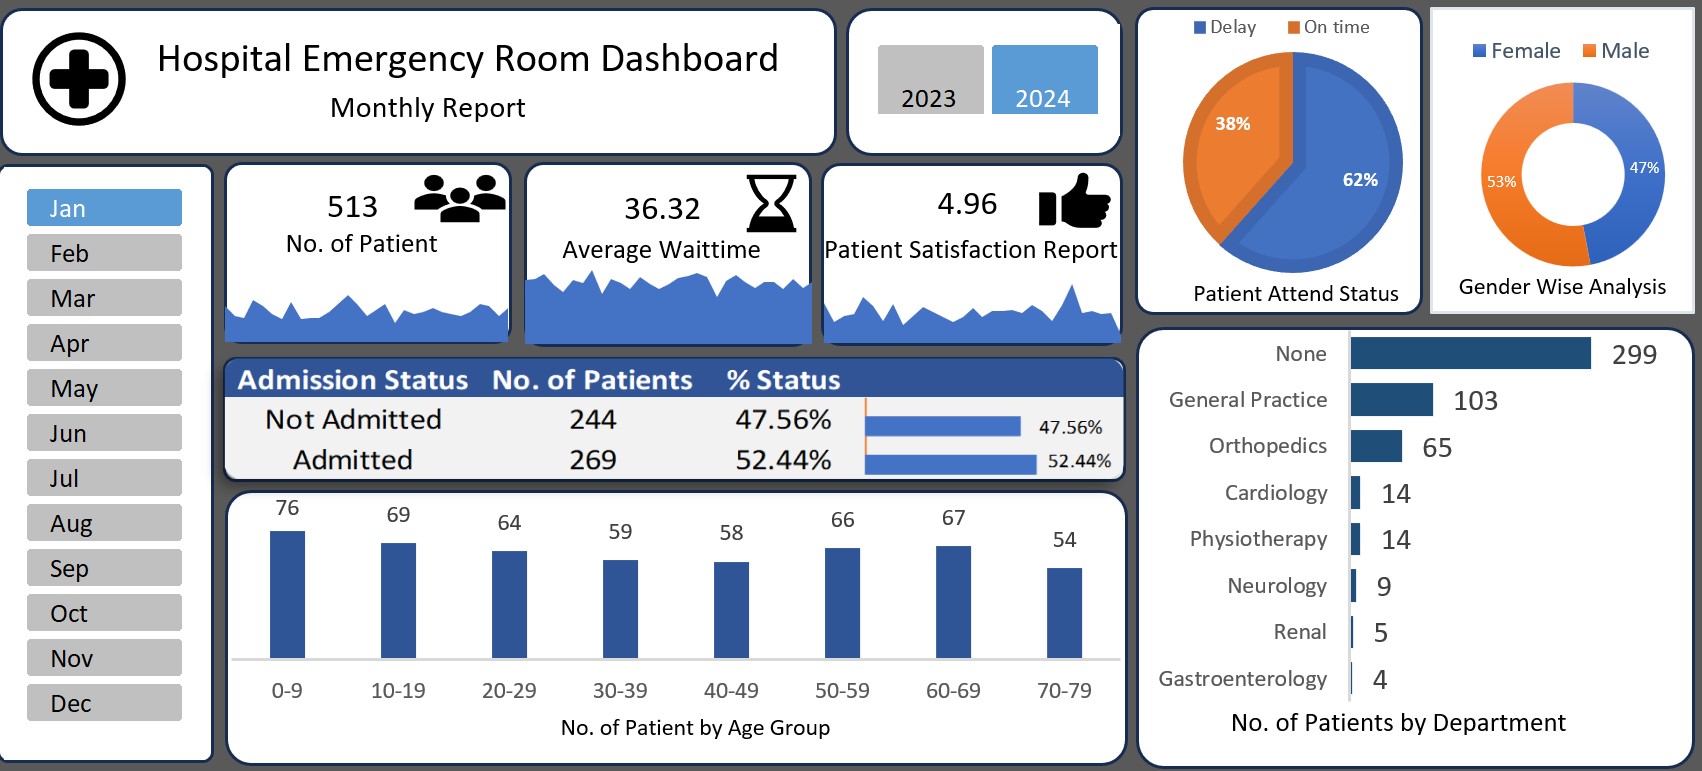 Hospital Emergency Room Dashboard
Monthly Report
2023 2024
Jan
Feb
Mar
Apr
May
Jun
Jul
Aug
Sep
Oct
Nov
Dec
513
No. of Patient
36.32
Average Waittime
4.96
Patient Satisfaction Report
Delay On time
38%
62%
Patient Attend Status
Female Male
47%
53%
Gender Wise Analysis
Admission Status No. of Patients % Status
Not Admitted 244 47.56% 47.56%
Admitted 269 52.44% 52.44%
76 69 64 59 58 66 67 54
0-9 10-19 20-29 30-39 40-49 50-59 60-69 70-79
No. of Patient by Age Group
None 299
General Practice 103
Orthopedics 65
Cardiology 14
Physiotherapy 14
Neurology 9
Renal 5
Gastroenterology 4
No. of Patients by Department